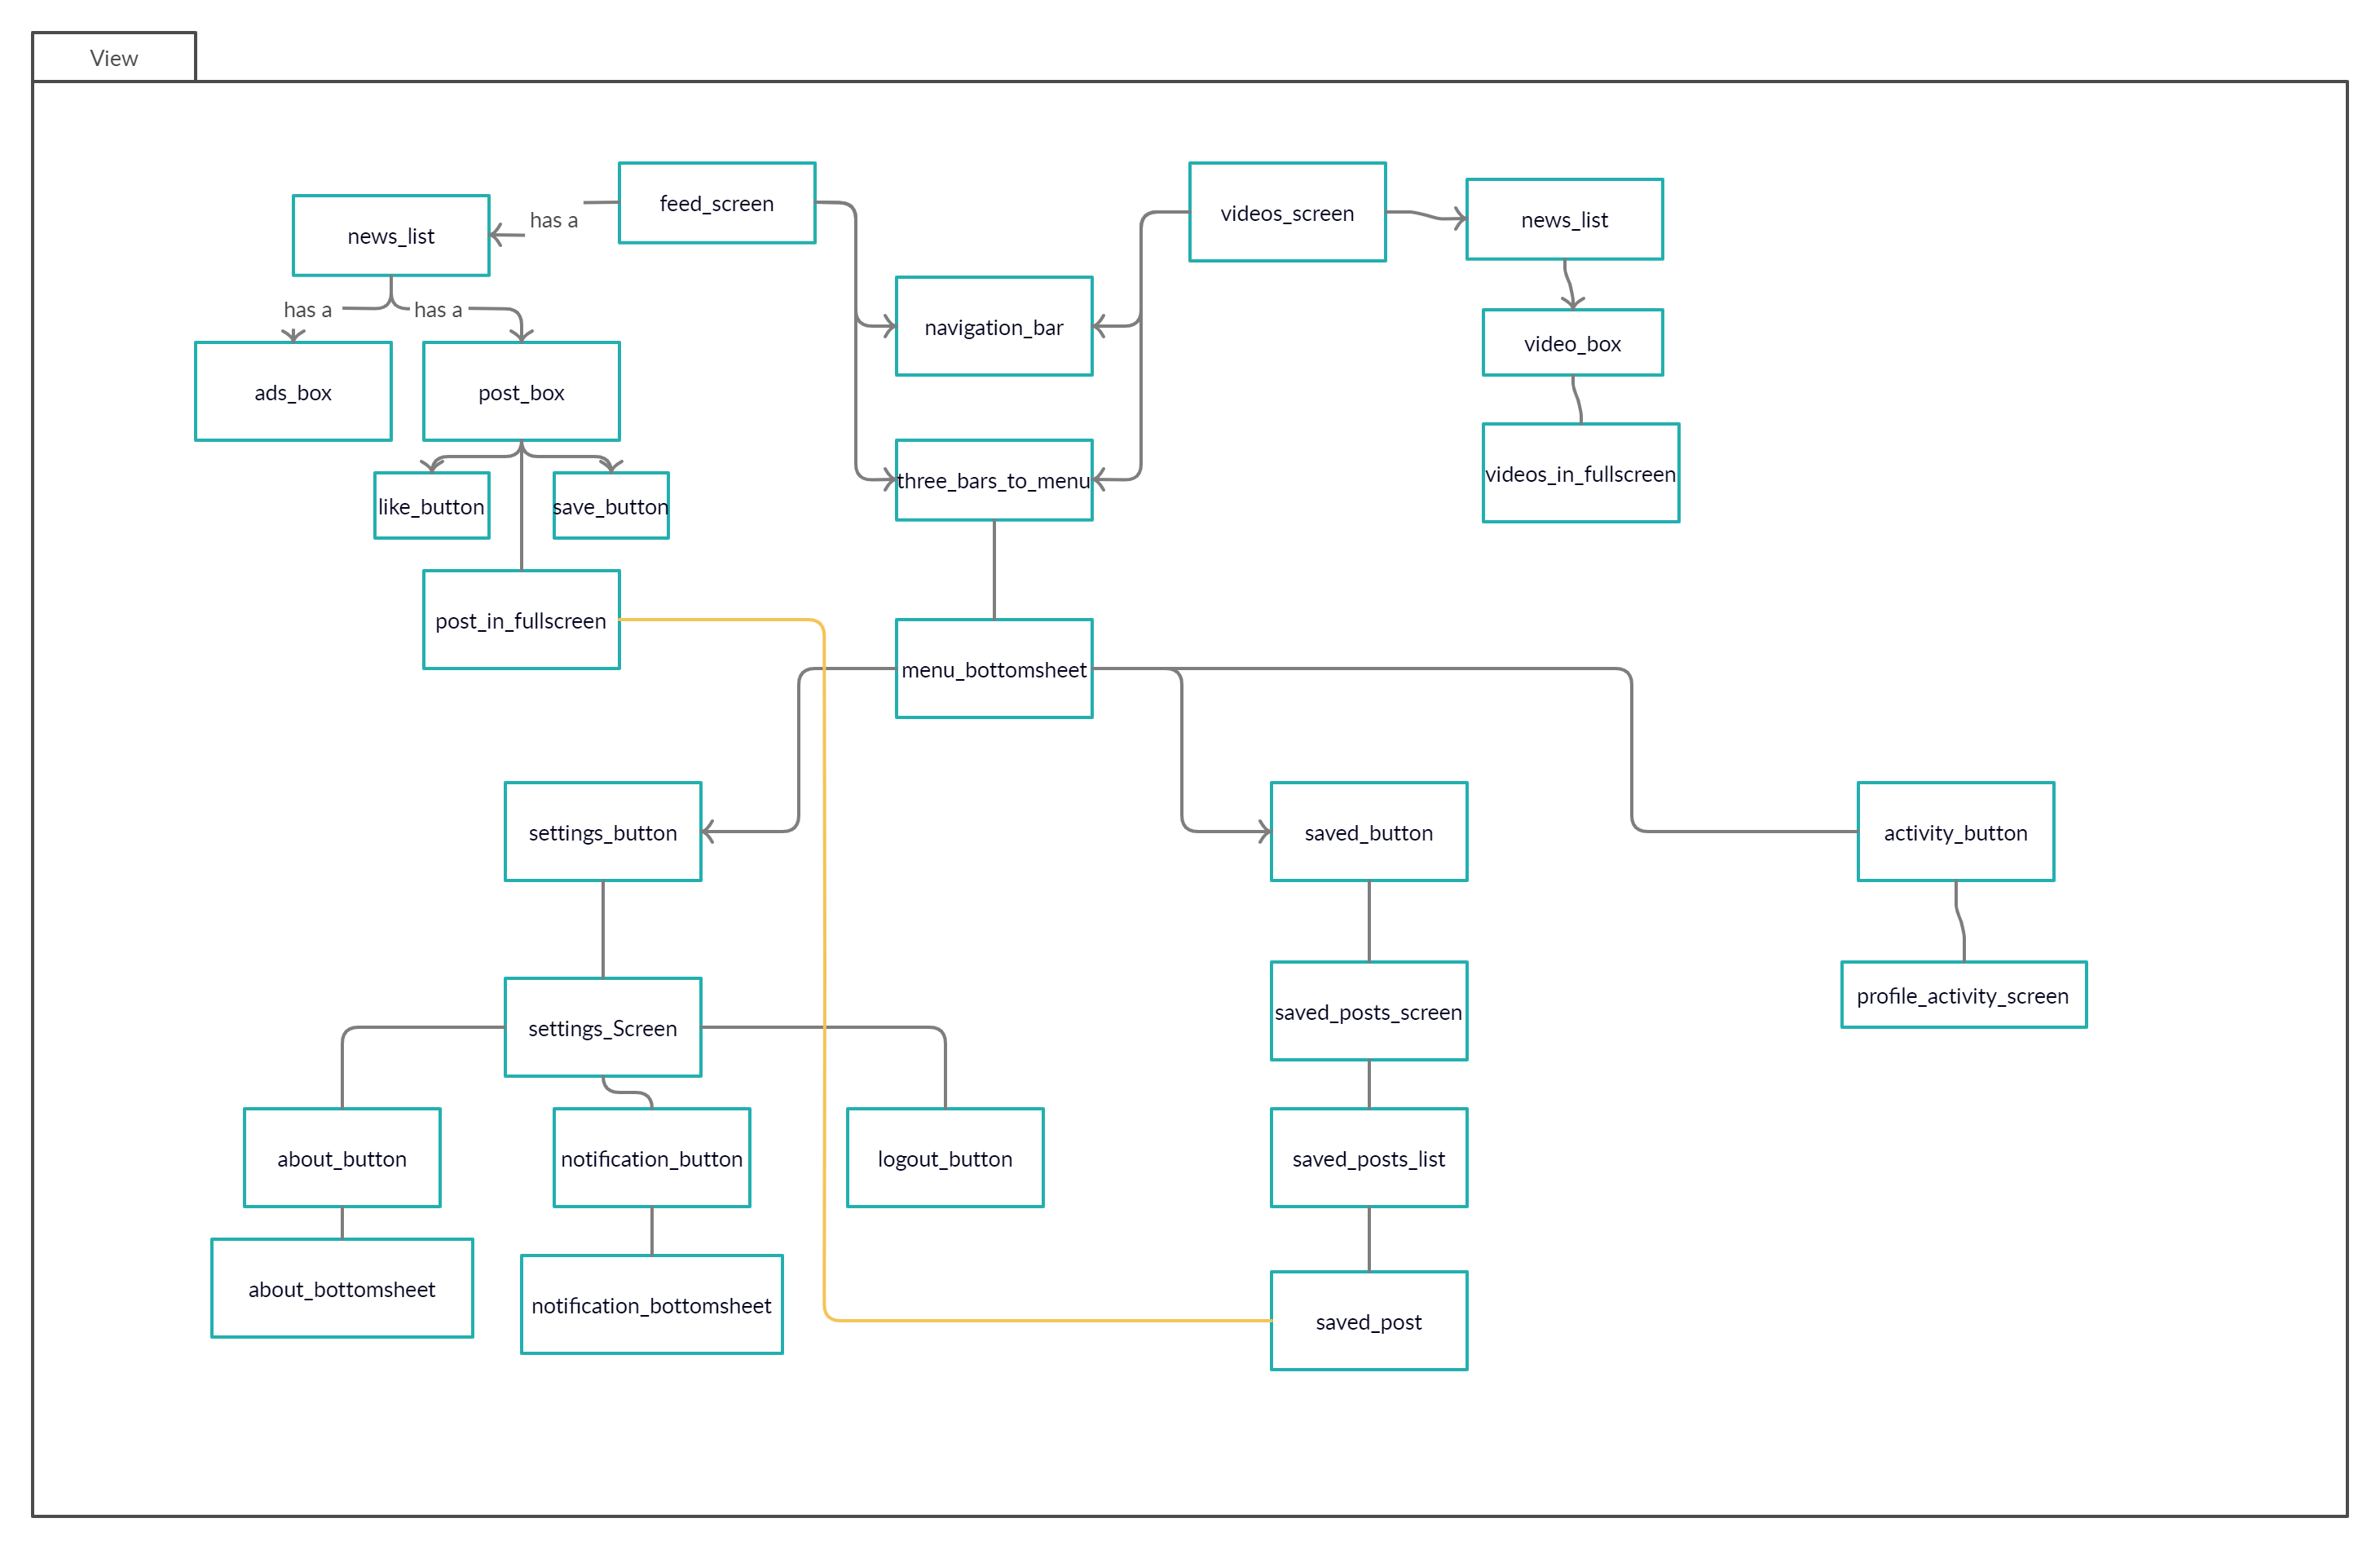 View
feed_screen
videos_screen
news_list
has a
news_list
has a
has a
navigation_bar
video_box
ads_box
post_box
three_bars_to_menu
videos_in_fullscreen
like_button
save_button
post_in_fullscreen
menu_bottomsheet
settings_button
saved_button
activity_button
settings_Screen
saved_posts_screen
profile_activity_screen
about_button
notification_button
logout_button
saved_posts_list
about_bottomsheet
notification_bottomsheet
saved_post